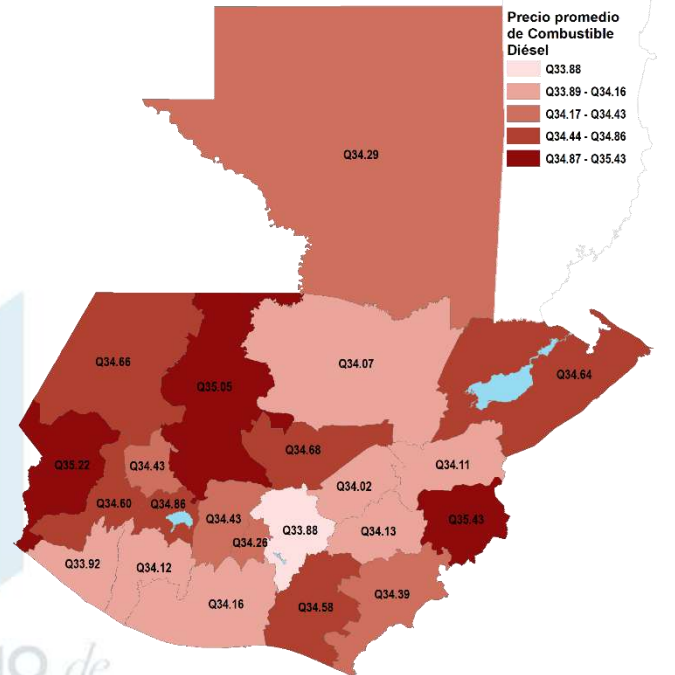 Precio promedio
de Combustible
Diésel
Q33.88
Q33.89 - Q34.16
Q34.17 - Q34.43
Q34.44 - Q34.86
Q34.87 - Q35.43
Q34.29
Q34.66
Q35.05
Q34.07
Q34.64
Q34.68
Q35.22
Q34.43
Q34.11
Q34.02
Q34.60
Q34.86
Q34.43
Q33.88
Q34.13
Q35.43
Q34.26
Q33.92
Q34.12
Q34.16
Q34.58
Q34.39
de